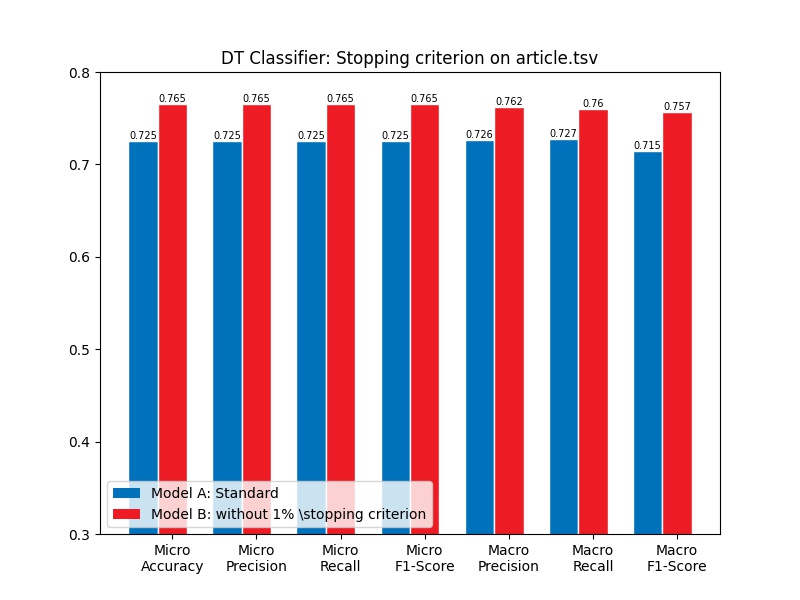 DT Classifier: Stopping criterion on article.tsv
0.8
0.7
0.6
0.5
0.4
0.3
0.725
0.765
0.725
0.765
0.725
0.765
0.725
0.765
0.726
0.762
0.727
0.76
0.715
0.757
Model A: Standard
Model B: without 1% \stopping criterion
Micro
Accuracy
Micro
Precision
Micro
Recall
Micro
F1-Score
Macro
Precision
Macro
Recall
Macro
F1-Score